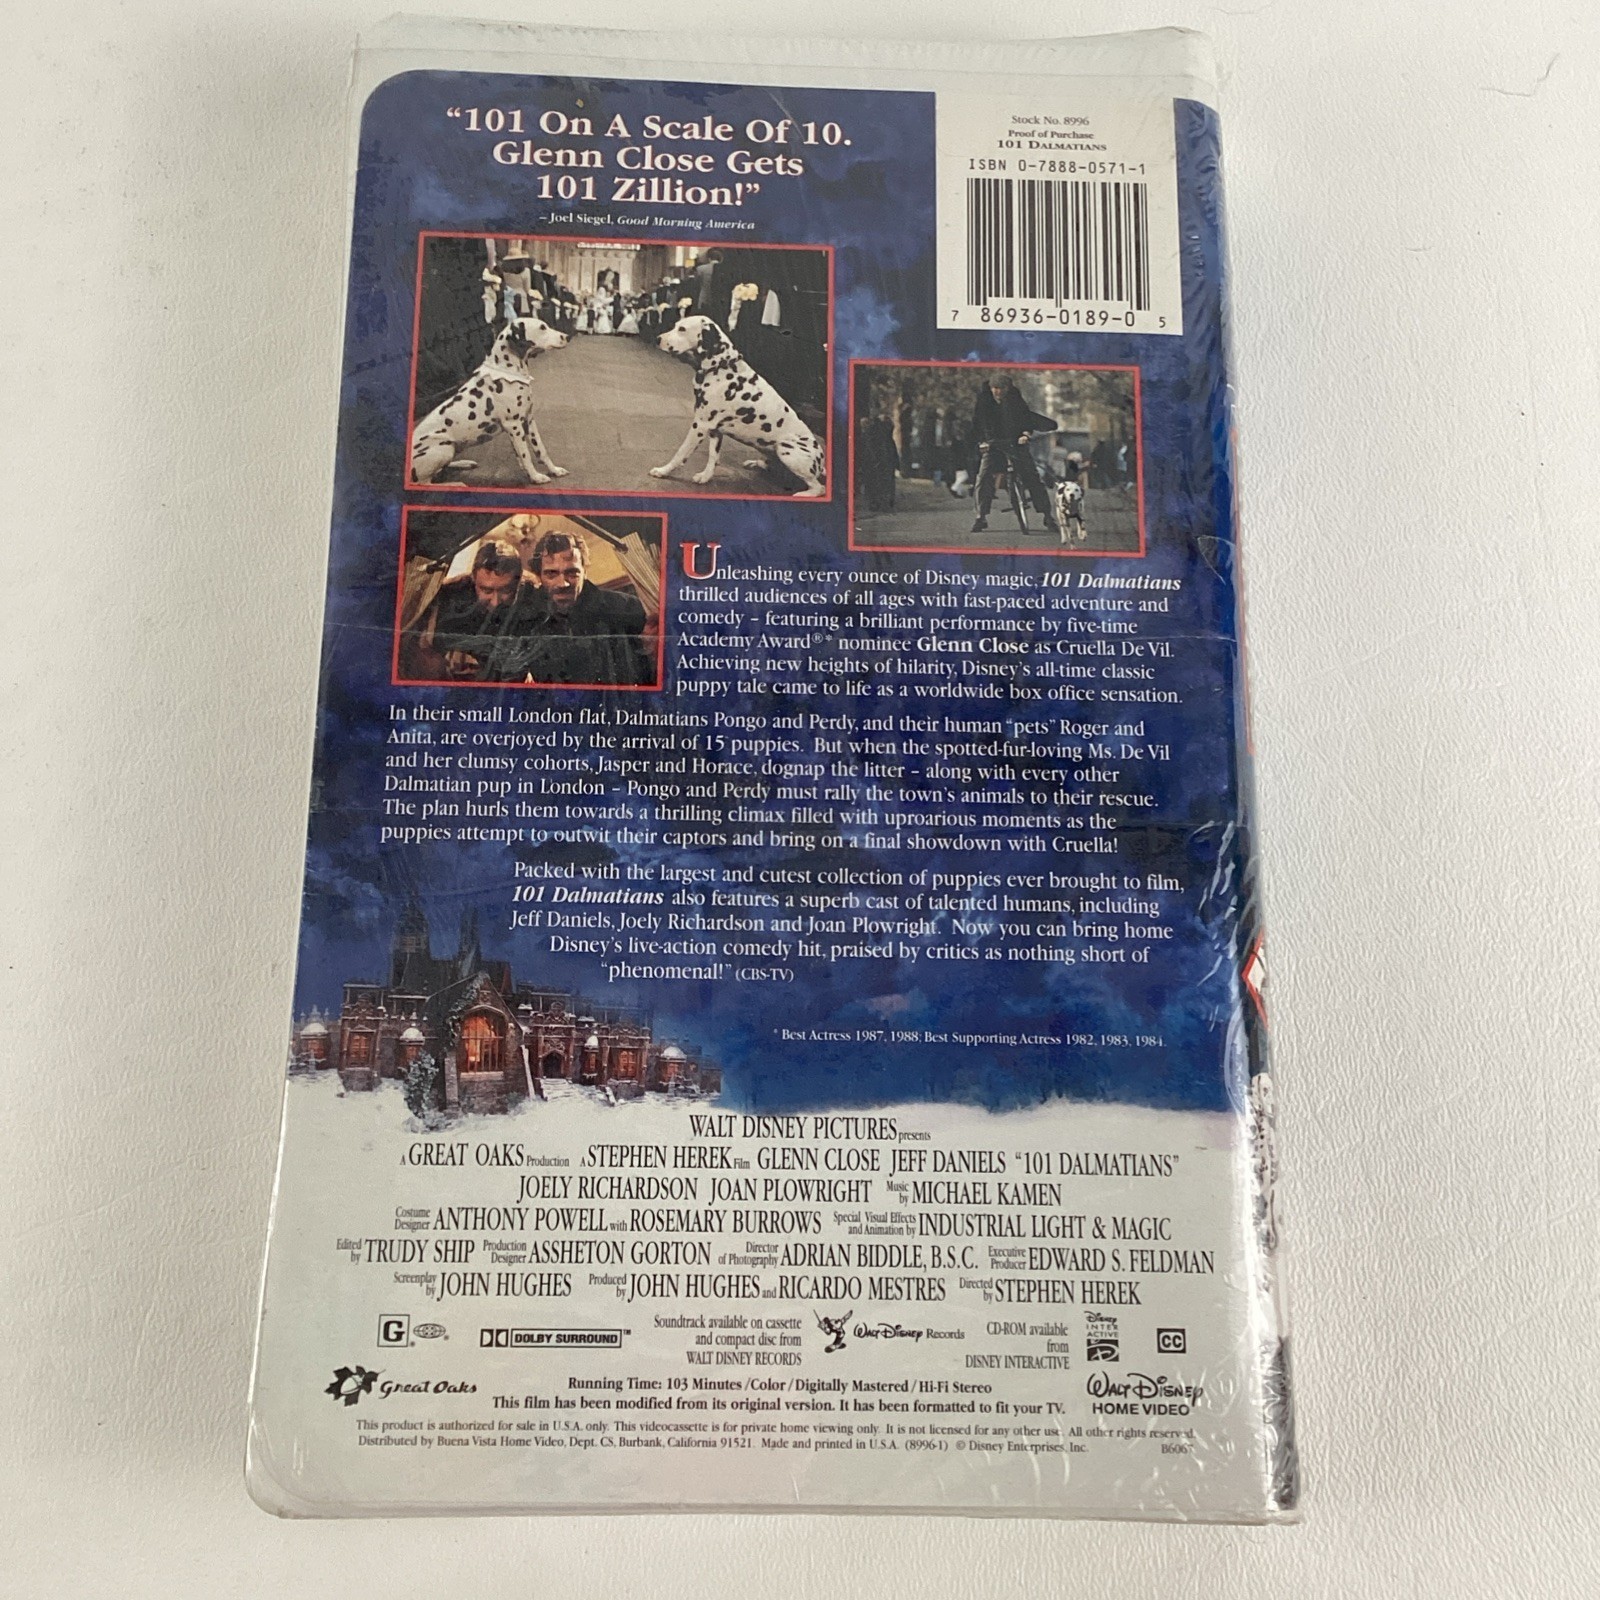 “101 On A Scale Of 10.
Glenn Close Gets
101 Zillion!”
– Joel Siegel, Good Morning America
Stock No. 8996
Proof of Purchase
101 DALMATIANS
ISBN 0-7888-0571-1
7 86936-0189-0 5
Unleashing every ounce of Disney magic, 101 Dalmatians
thrilled audiences of all ages with fast-paced adventure and
comedy – featuring a brilliant performance by five-time
Academy Award®* nominee Glenn Close as Cruella De Vil.
Achieving new heights of hilarity, Disney's all-time classic
puppy tale came to life as a worldwide box office sensation.
In their small London flat, Dalmatians Pongo and Perdy, and their human “pets” Roger and
Anita, are overjoyed by the arrival of 15 puppies. But when the spotted-fur-loving Ms. De Vil
and her clumsy cohorts, Jasper and Horace, dognap the litter – along with every other
Dalmatian pup in London – Pongo and Perdy must rally the town's animals to their rescue.
The plan hurls them towards a thrilling climax filled with uproarious moments as the
puppies attempt to outwit their captors and bring on a final showdown with Cruella!
Packed with the largest and cutest collection of puppies ever brought to film,
101 Dalmatians also features a superb cast of talented humans, including
Jeff Daniels, Joely Richardson and Joan Plowright. Now you can bring home
Disney's live-action comedy hit, praised by critics as nothing short of
“phenomenal!” (CBS-TV)
* Best Actress 1987, 1988; Best Supporting Actress 1982, 1983, 1984.
WALT DISNEY PICTURES presents
A GREAT OAKS Production A STEPHEN HEREK Film GLENN CLOSE JEFF DANIELS “101 DALMATIANS”
JOELY RICHARDSON JOAN PLOWRIGHT Music by MICHAEL KAMEN
Costume Designer ANTHONY POWELL with ROSEMARY BURROWS Special Visual Effects and Animation by INDUSTRIAL LIGHT & MAGIC
Edited by TRUDY SHIP Production Designer ASSHETON GORTON Director of Photography ADRIAN BIDDLE, B.S.C. Executive Producer EDWARD S. FELDMAN
Screenplay by JOHN HUGHES Produced by JOHN HUGHES and RICARDO MESTRES Directed by STEPHEN HEREK
G ®
DOLBY SURROUND™
Soundtrack available on cassette
and compact disc from
WALT DISNEY RECORDS
Walt Disney Records
CD-ROM available
from
DISNEY INTERACTIVE
Disney
INTER
ACTIVE
CC
Great Oaks
Running Time: 103 Minutes / Color / Digitally Mastered / Hi-Fi Stereo
This film has been modified from its original version. It has been formatted to fit your TV.
Walt Disney
HOME VIDEO
This product is authorized for sale in U.S.A. only. This videocassette is for private home viewing only. It is not licensed for any other use. All other rights reserved.
Distributed by Buena Vista Home Video, Dept. CS, Burbank, California 91521. Made and printed in U.S.A. (8996-1) © Disney Enterprises, Inc.